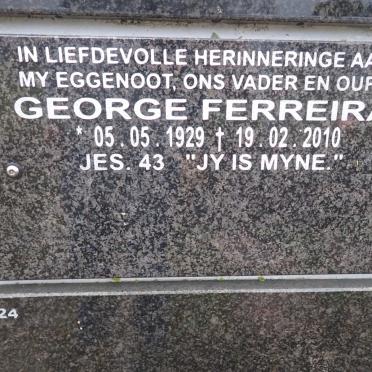 IN LIEFDEVOLLE HERINNERINGE AA
MY EGGENOOT, ONS VADER EN OUP
GEORGE FERREIRA
* 05.05.1929 † 19.02.2010
JES. 43 "JY IS MYNE."
24